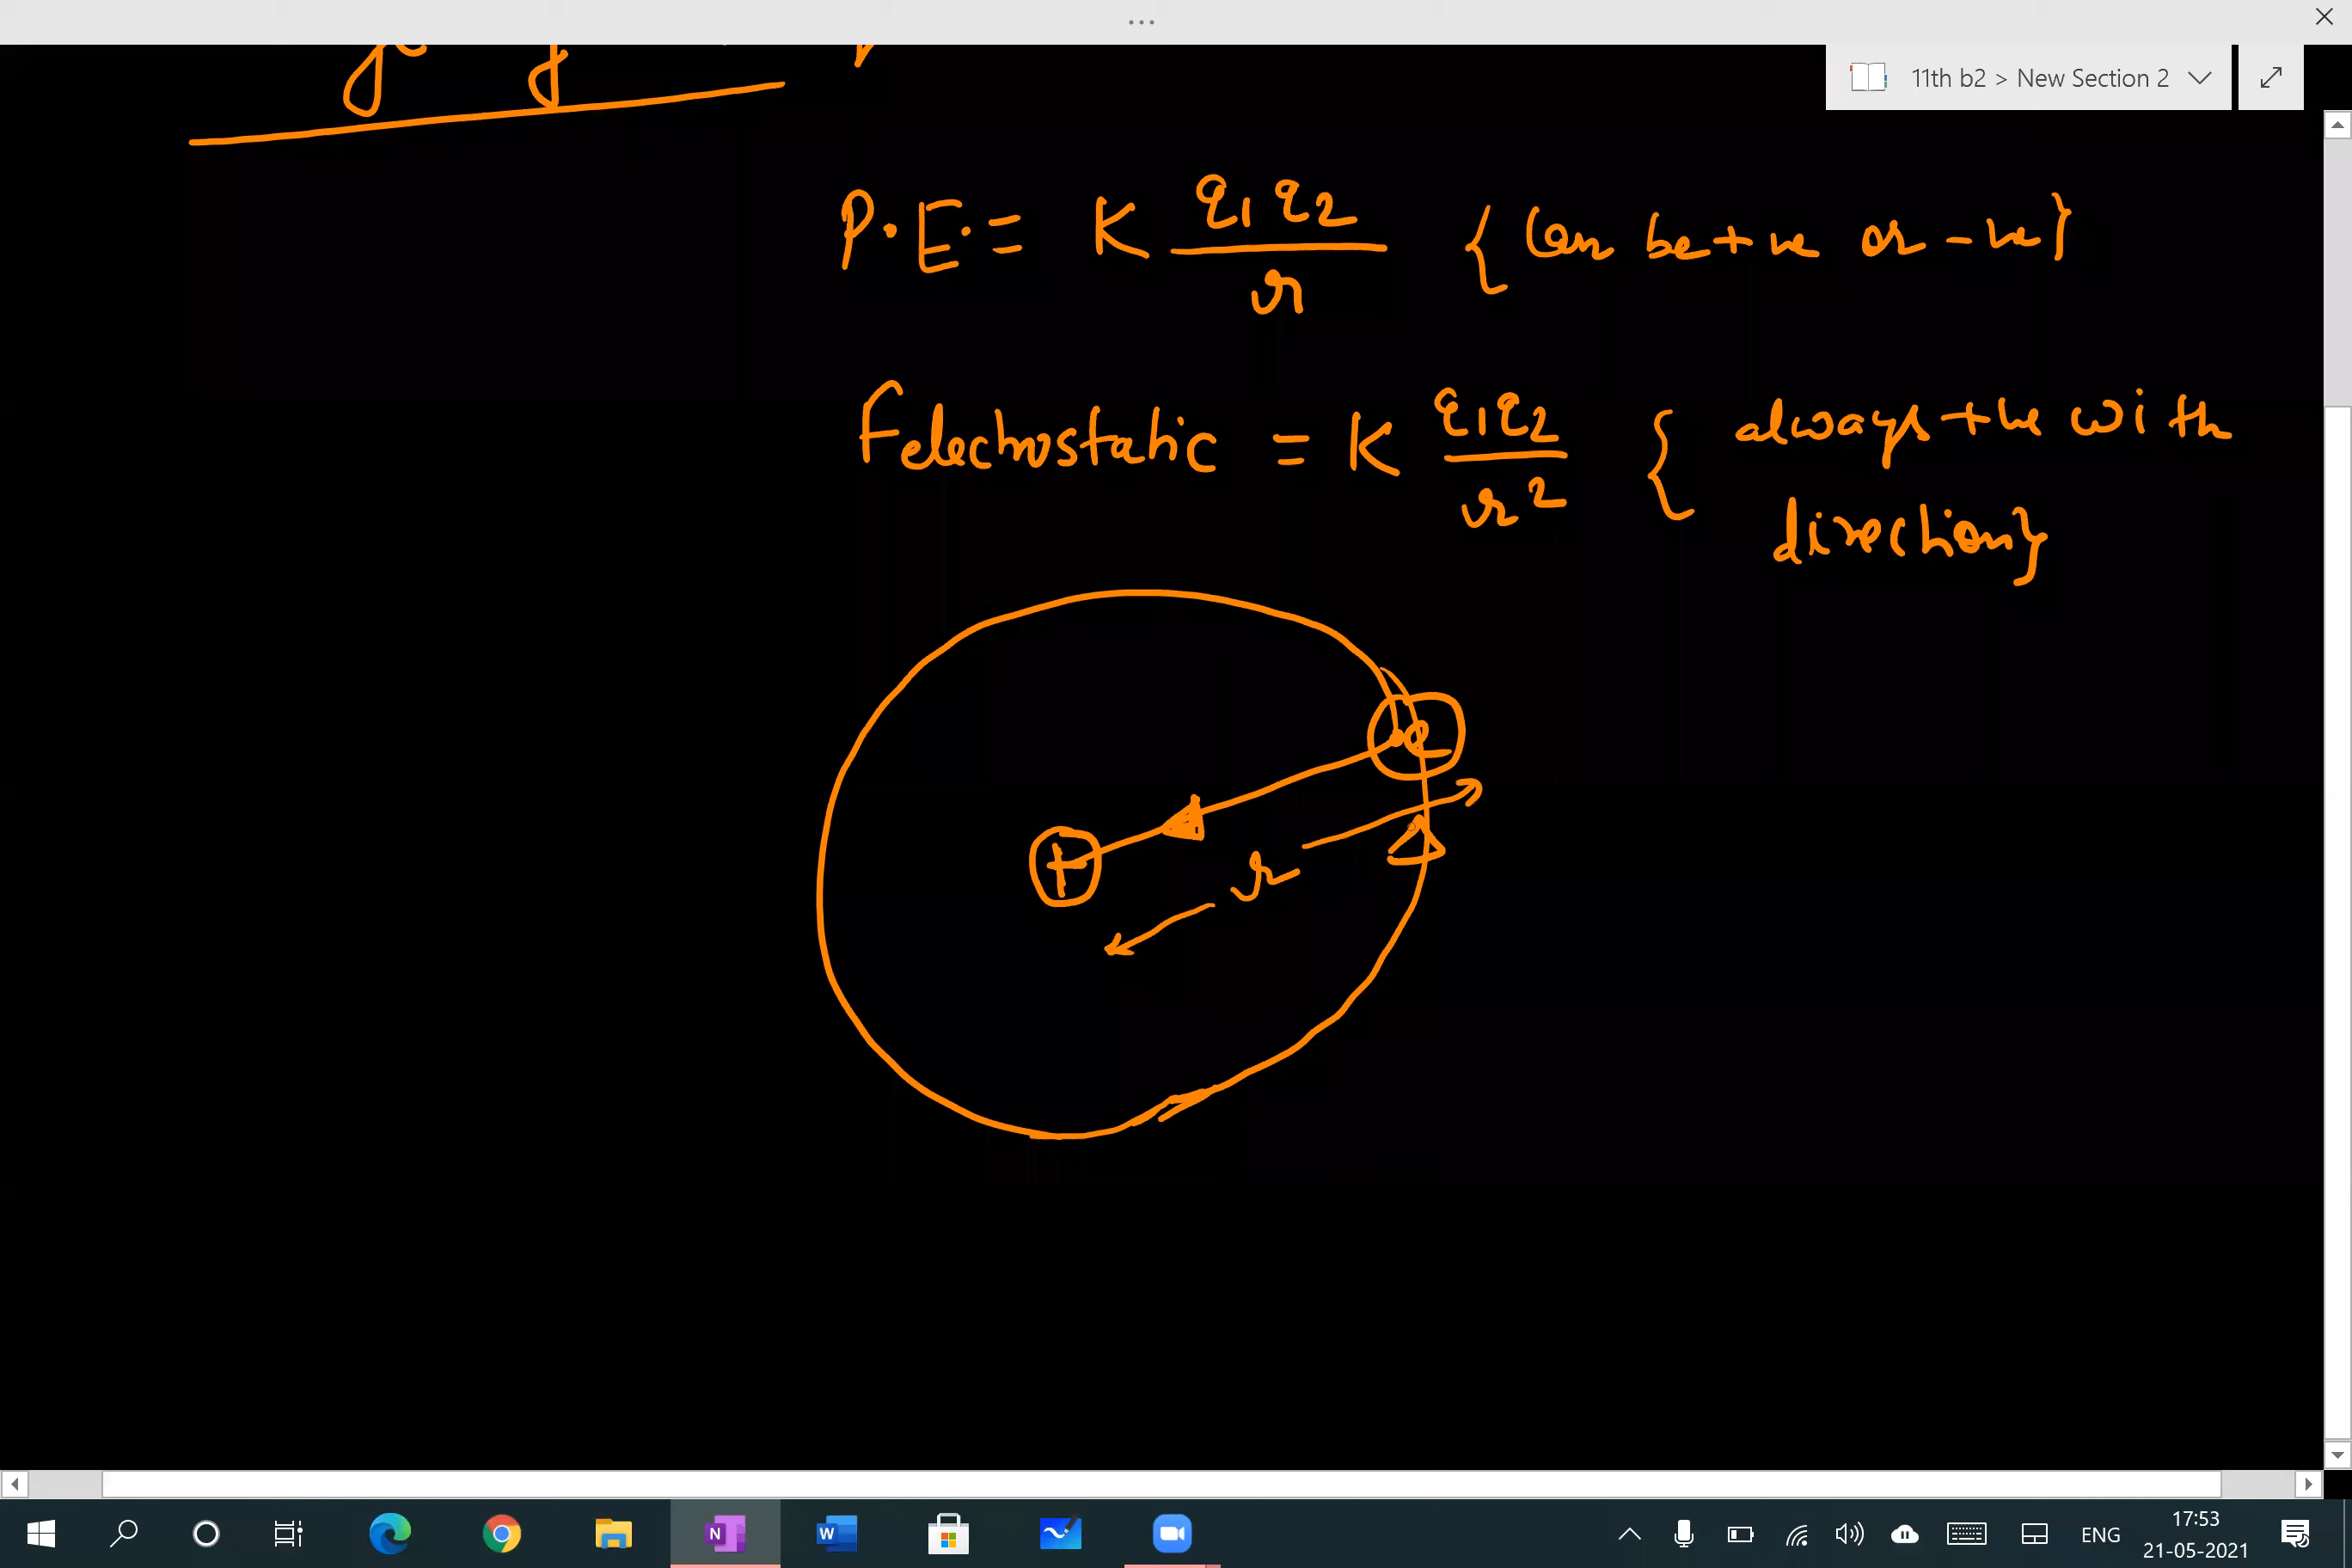 11th b2 > New Section 2
P.E. = K q1q2 / r {Can be +ve or -ve}
Felectrostatic = K q1q2 / r² { always +ve with
direction}
e
+
r
N
W
ENG
17:53
21-05-2021